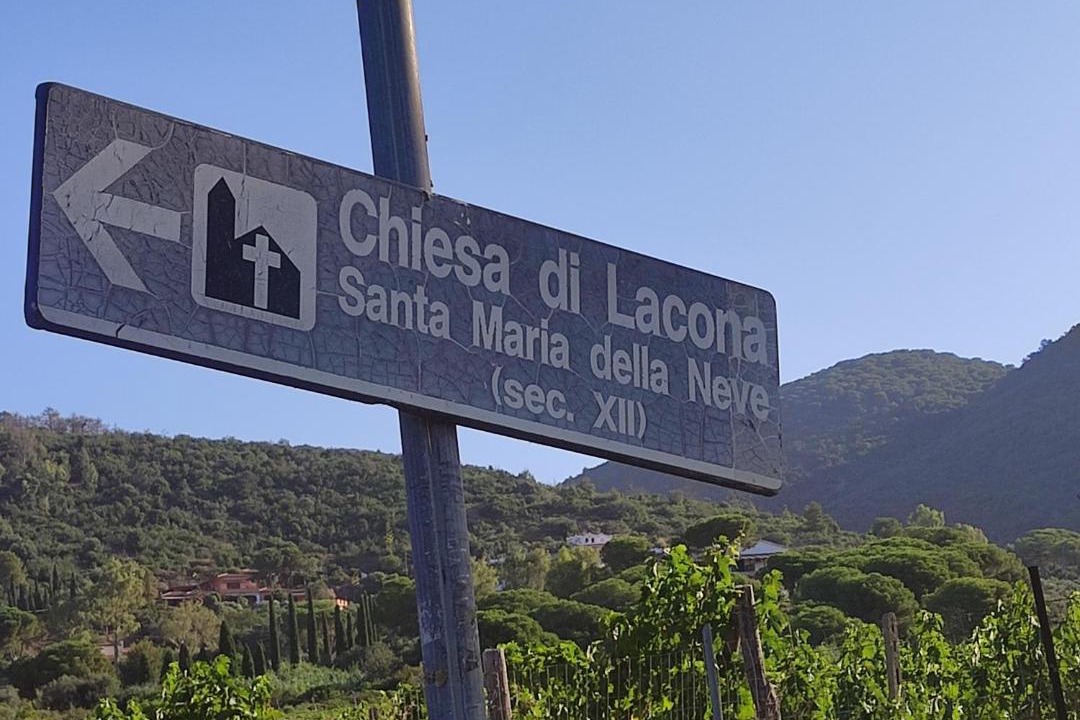 Chiesa di Lacona
Santa Maria della Neve
(sec. XII)